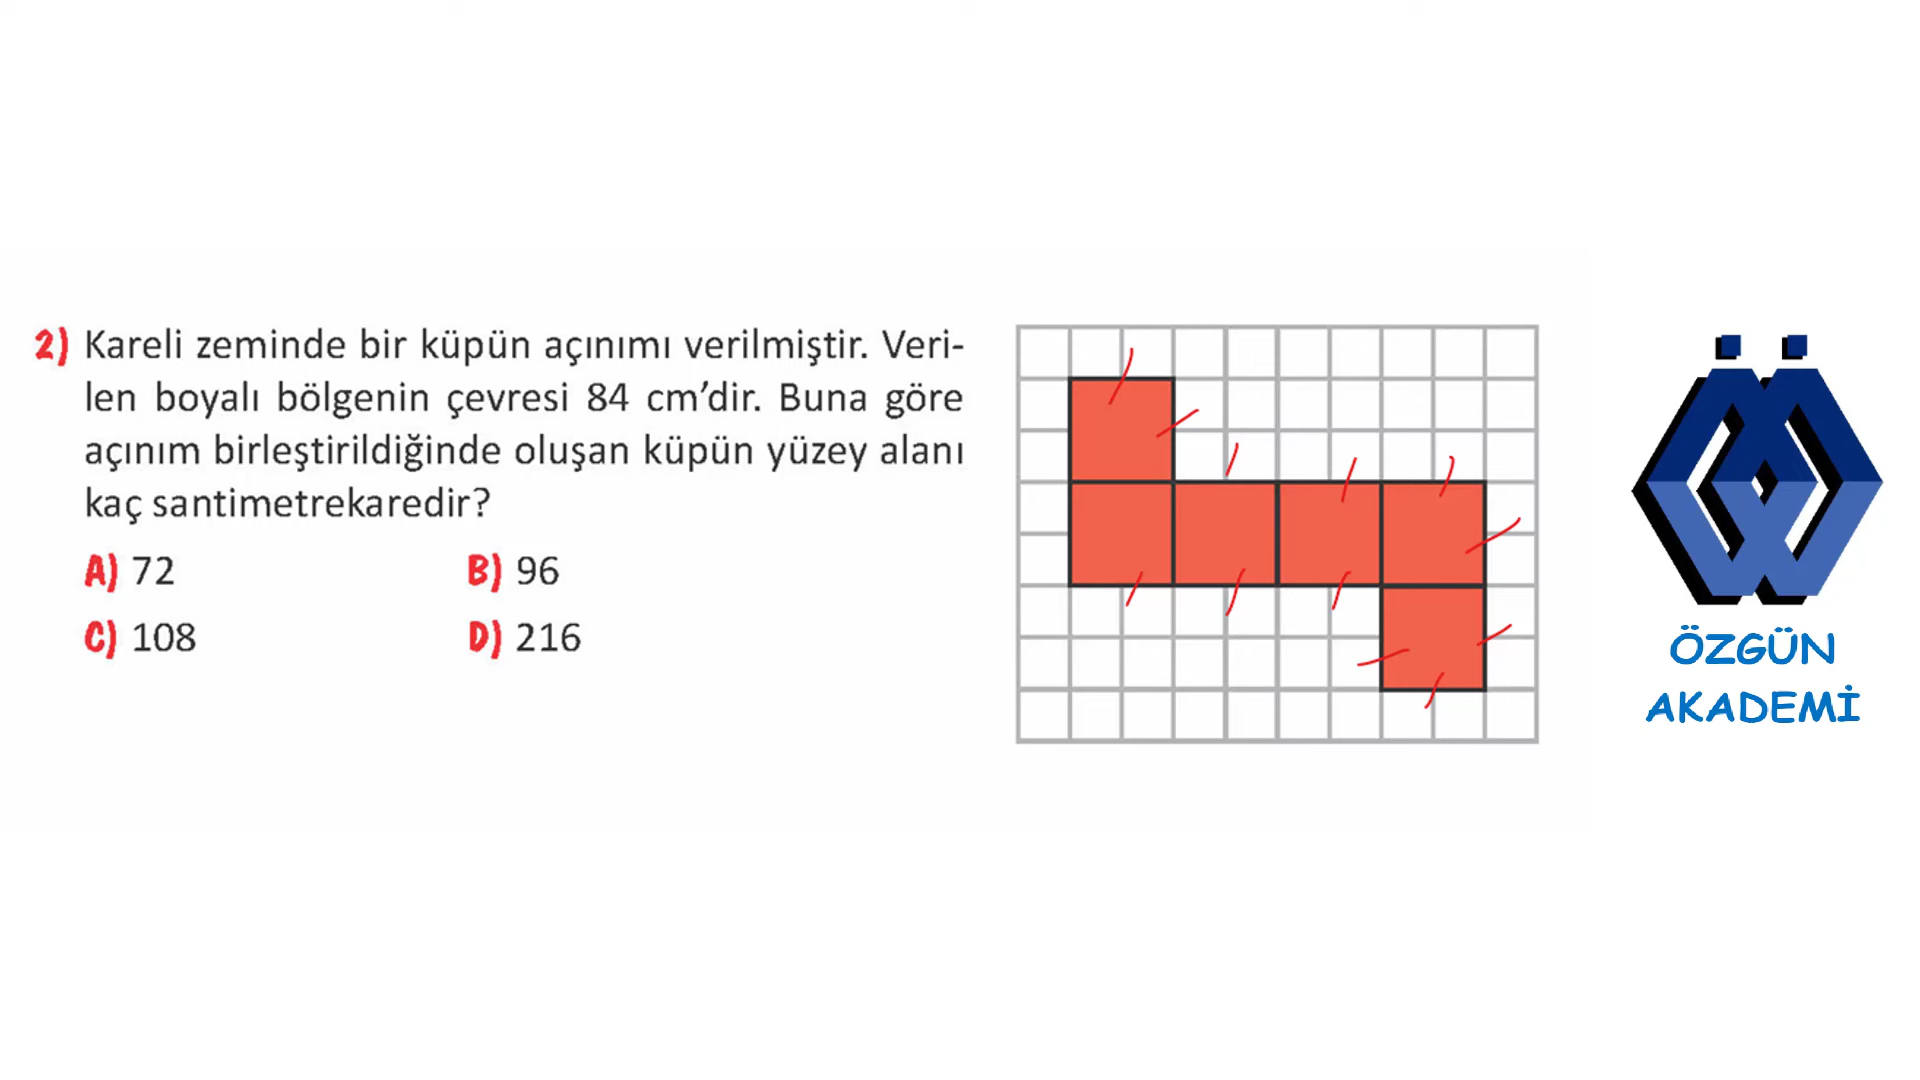 2) Kareli zeminde bir küpün açınımı verilmiştir. Veri-
len boyalı bölgenin çevresi 84 cm’dir. Buna göre
açınım birleştirildiğinde oluşan küpün yüzey alanı
kaç santimetrekaredir?
A) 72 B) 96
C) 108 D) 216
ÖZGÜN
AKADEMİ